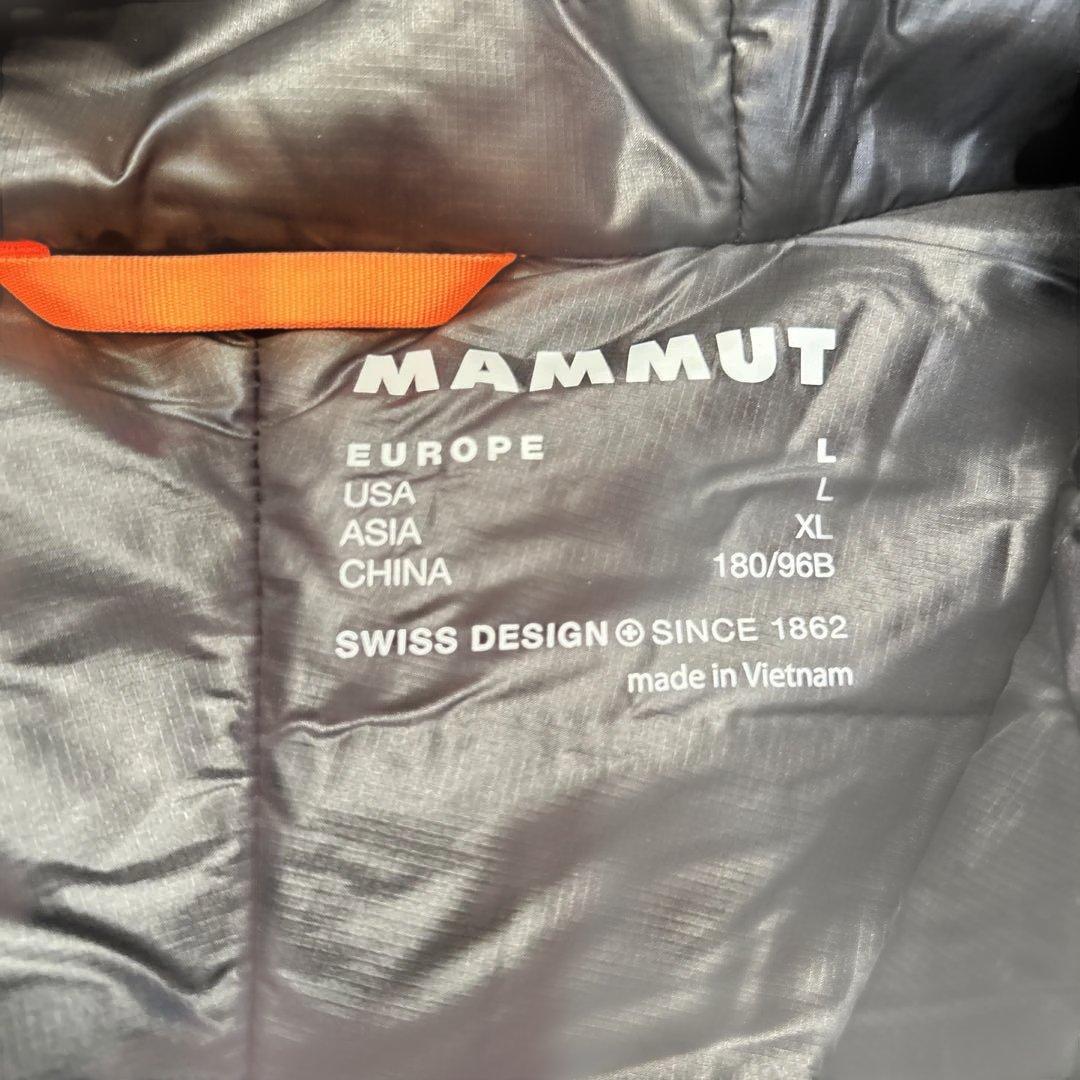 MAMMUT
EUROPE L
USA L
ASIA XL
CHINA 180/96B
SWISS DESIGN SINCE 1862
made in Vietnam